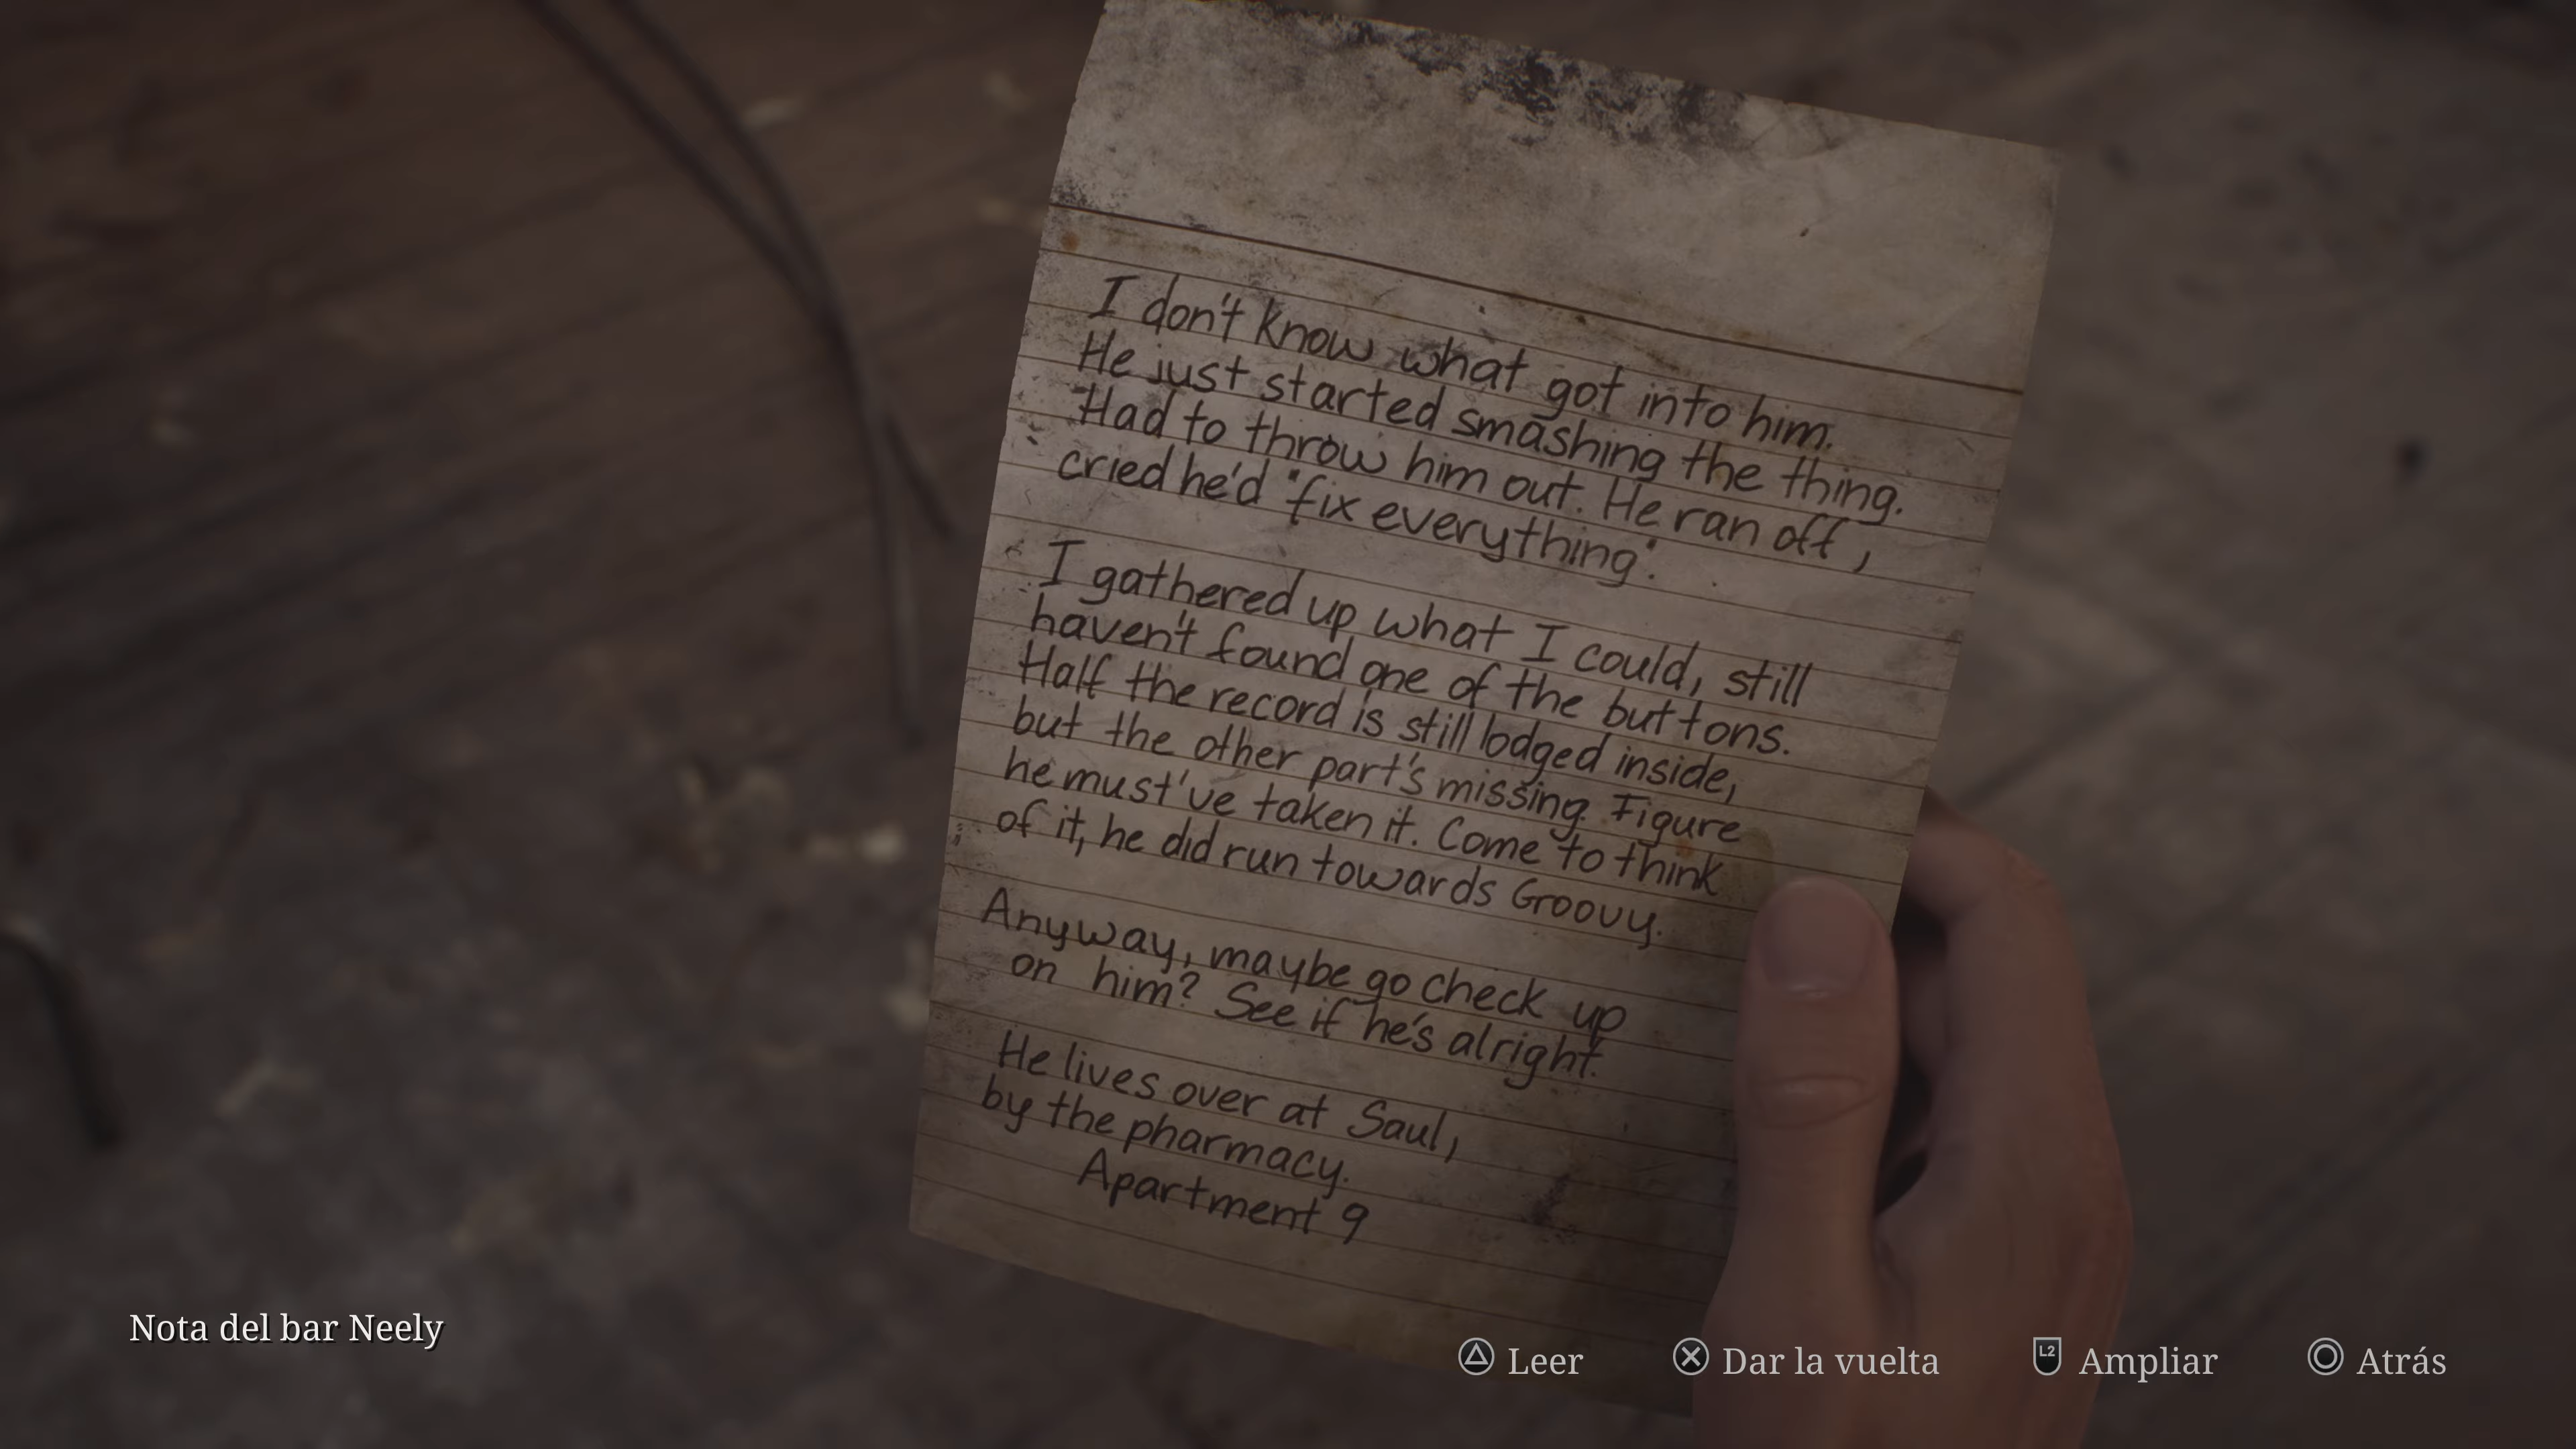 I don't know what got into him.
He just started smashing the thing.
Had to throw him out. He ran off,
cried he'd "fix everything".
I gathered up what I could, still
haven't found one of the buttons.
Half the record is still lodged inside,
but the other part's missing. Figure
he must've taken it. Come to think
of it, he did run towards Groovy.
Anyway, maybe go check up
on him? See if he's alright.
He lives over at Saul,
by the pharmacy.
Apartment 9
Nota del bar Neely
Leer
Dar la vuelta
L2 Ampliar
Atrás